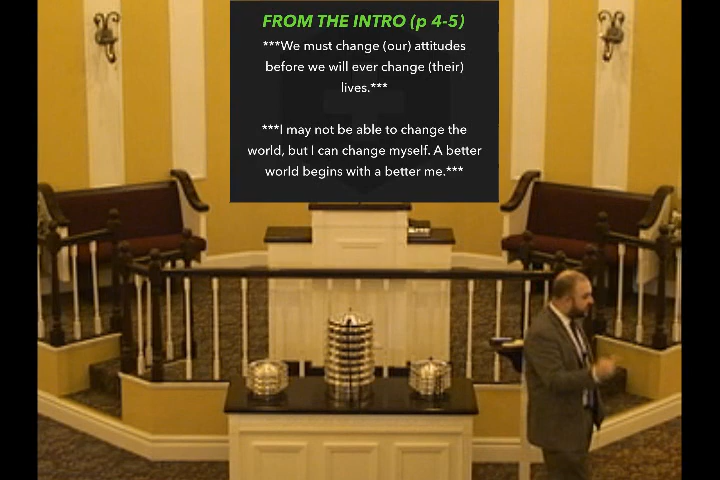 FROM THE INTRO (p 4-5)
***We must change (our) attitudes
before we will ever change (their)
lives.***
***I may not be able to change the
world, but I can change myself. A better
world begins with a better me.***